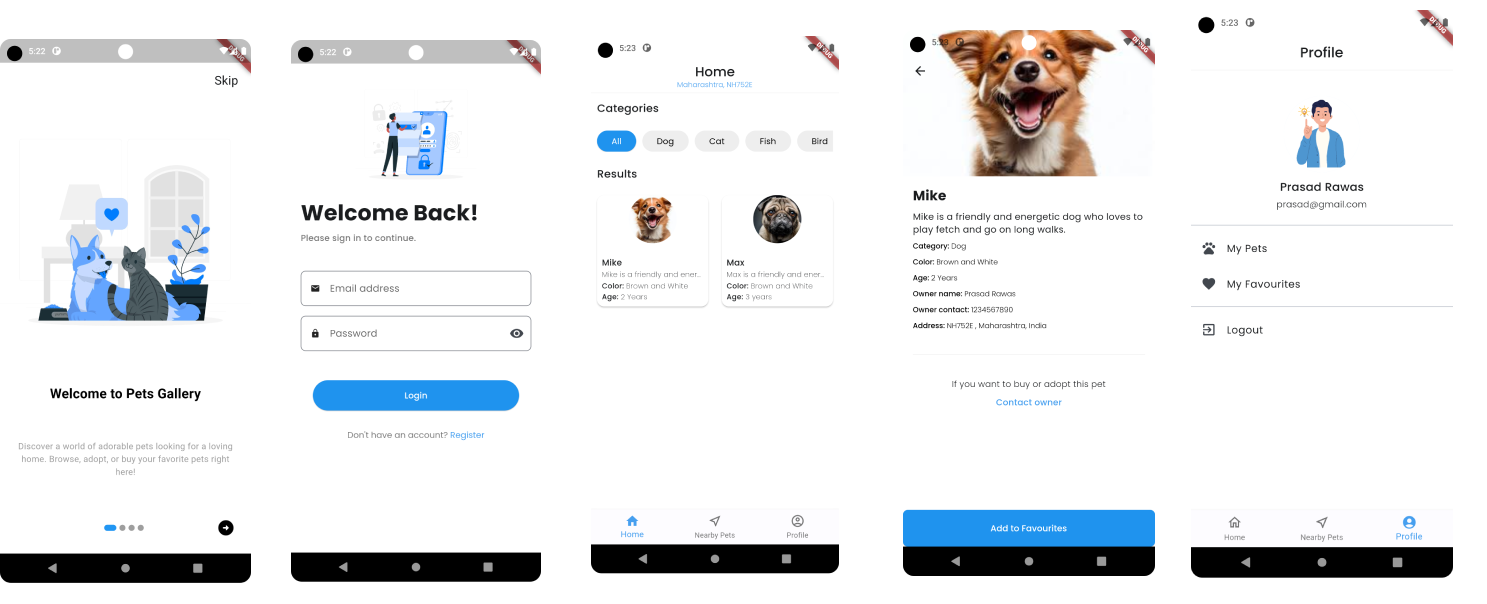 5:22
Skip
Welcome to Pets Gallery
Discover a world of adorable pets looking for a loving
home. Browse, adopt, or buy your favorite pets right
here!
5:22
Welcome Back!
Please sign in to continue.
Email address
Password
Login
Don't have an account? Register
5:23
Home
Maharashtra, NH752E
Categories
All
Dog
Cat
Fish
Bird
Results
Mike
Mike is a friendly and ener..
Color: Brown and White
Age: 2 Years
Max
Max is a friendly and ener..
Color: Brown and White
Age: 3 years
Home
Nearby Pets
Profile
5:23
Mike
Mike is a friendly and energetic dog who loves to
play fetch and go on long walks.
Category: Dog
Color: Brown and White
Age: 2 Years
Owner name: Prasad Rawas
Owner contact: 1234567890
Address: NH752E , Maharashtra, India
If you want to buy or adopt this pet
Contact owner
Add to Favourites
5:23
Profile
Prasad Rawas
prasad@gmail.com
My Pets
My Favourites
Logout
Home
Nearby Pets
Profile